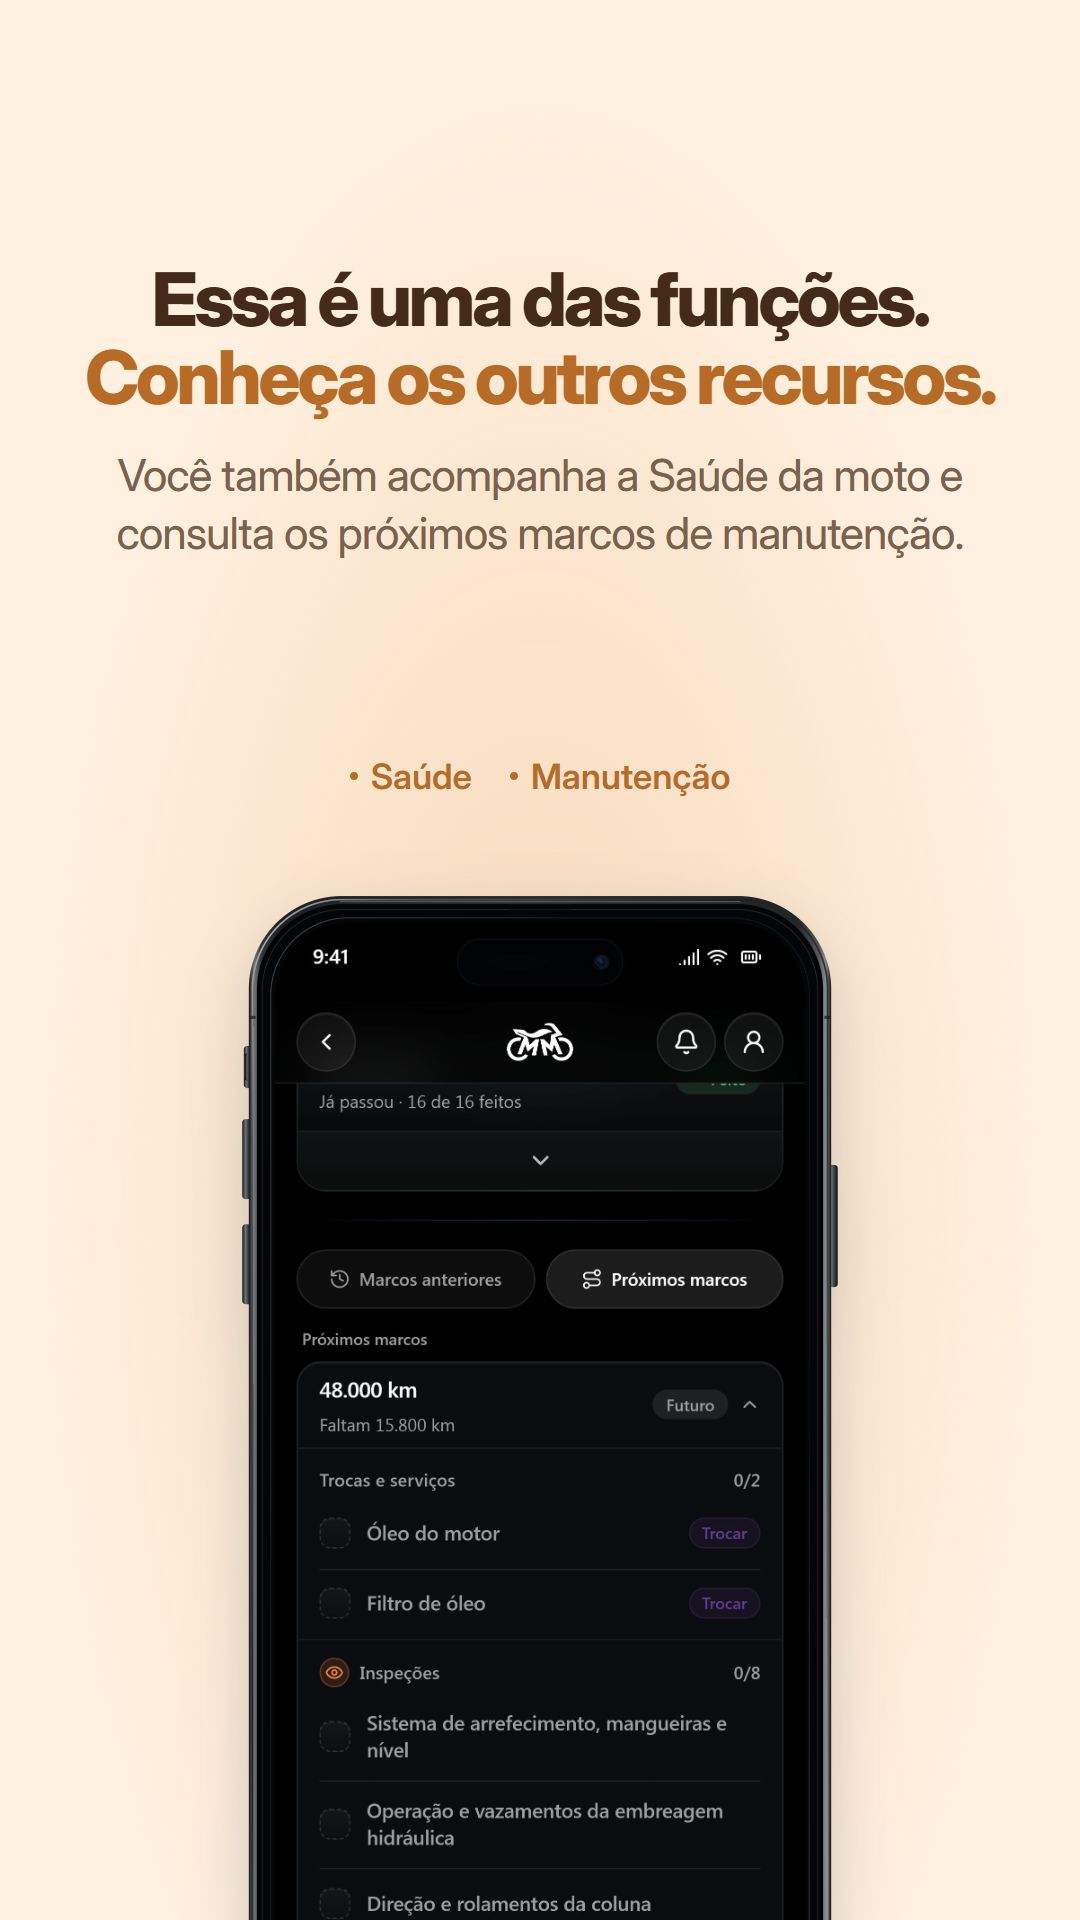 Essa é uma das funções.
Conheça os outros recursos.
Você também acompanha a Saúde da moto e
consulta os próximos marcos de manutenção.
• Saúde • Manutenção
9:41
MM
Já passou · 16 de 16 feitos
Marcos anteriores
Próximos marcos
Próximos marcos
48.000 km
Futuro
Faltam 15.800 km
Trocas e serviços 0/2
Óleo do motor Trocar
Filtro de óleo Trocar
Inspeções 0/8
Sistema de arrefecimento, mangueiras e
nível
Operação e vazamentos da embreagem
hidráulica
Direção e rolamentos da coluna